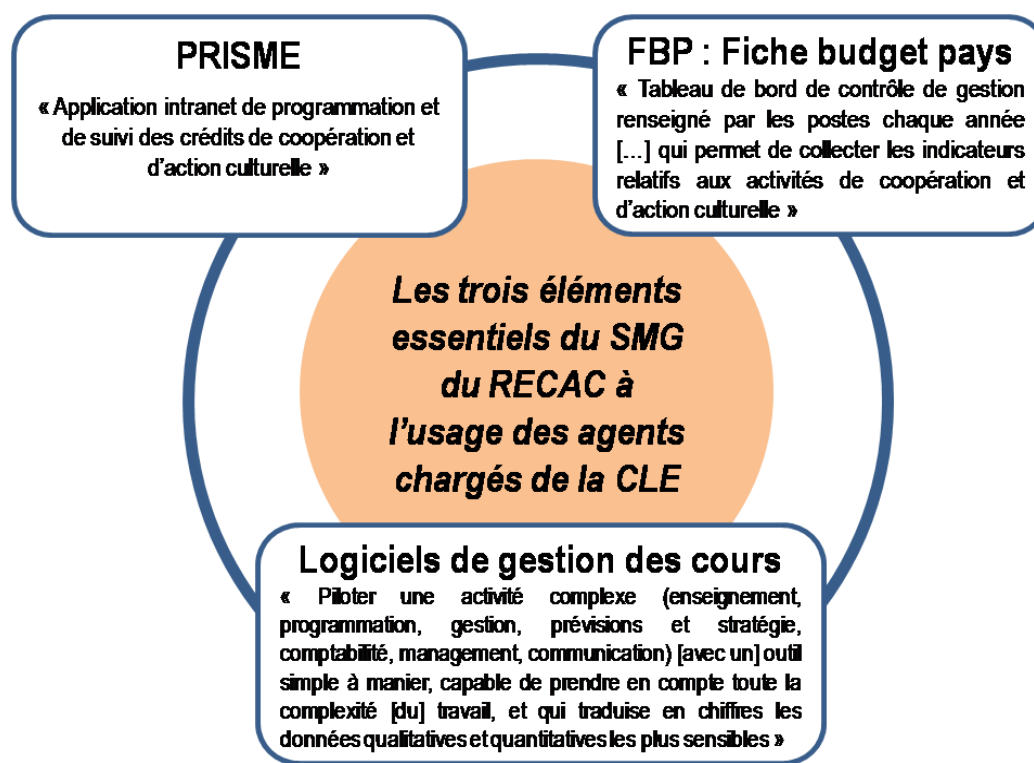 PRISME
« Application intranet de programmation et
de suivi des crédits de coopération et
d'action culturelle »
FBP : Fiche budget pays
« Tableau de bord de contrôle de gestion
renseigné par les postes chaque année
[…] qui permet de collecter les indicateurs
relatifs aux activités de coopération et
d'action culturelle »
Les trois éléments
essentiels du SMG
du RECAC à
l'usage des agents
chargés de la CLE
Logiciels de gestion des cours
« Piloter une activité complexe (enseignement,
programmation, gestion, prévisions et stratégie,
comptabilité, management, communication) [avec un] outil
simple à manier, capable de prendre en compte toute la
complexité [du] travail, et qui traduise en chiffres les
données qualitatives et quantitatives les plus sensibles »